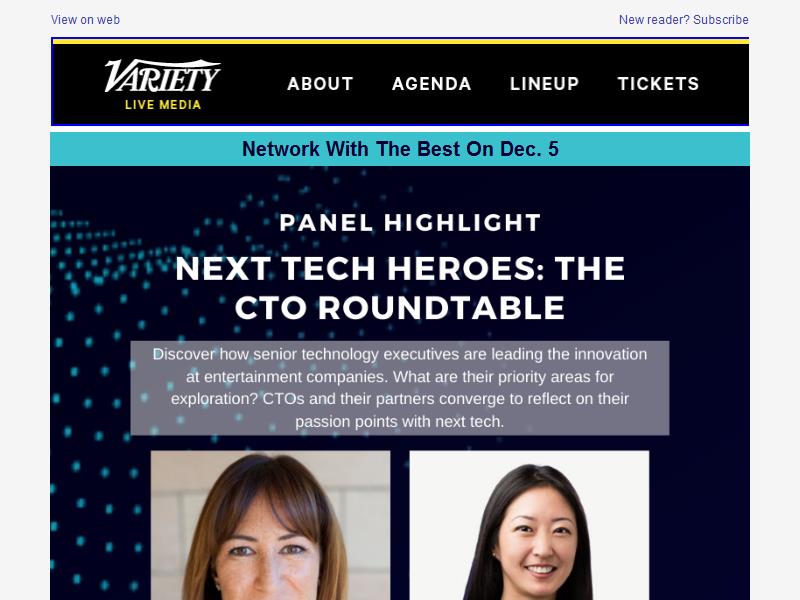 View on web
New reader? Subscribe
VARIETY
LIVE MEDIA
ABOUT
AGENDA
LINEUP
TICKETS
Network With The Best On Dec. 5
PANEL HIGHLIGHT
NEXT TECH HEROES: THE
CTO ROUNDTABLE
Discover how senior technology executives are leading the innovation
at entertainment companies. What are their priority areas for
exploration? CTOs and their partners converge to reflect on their
passion points with next tech.